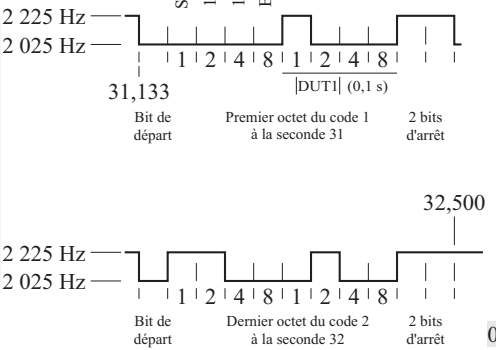 2 225 Hz
2 025 Hz
1 2 4 8 1 2 4 8
|DUT1| (0,1 s)
31,133
Bit de départ
Premier octet du code 1 à la seconde 31
2 bits d'arrêt
32,500
2 225 Hz
2 025 Hz
1 2 4 8 1 2 4 8
Bit de départ
Dernier octet du code 2 à la seconde 32
2 bits d'arrêt
0